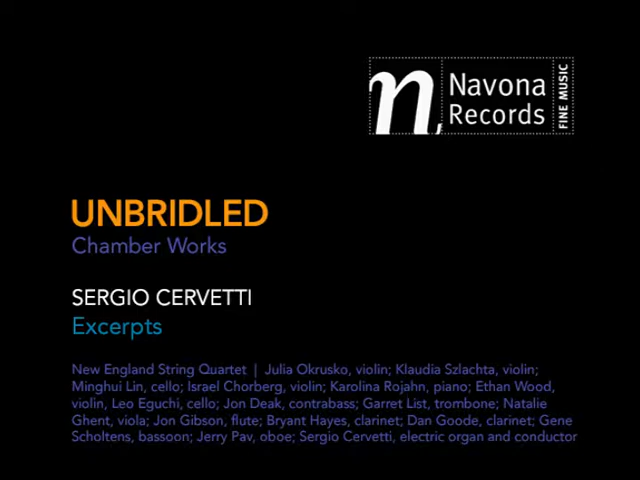 n,
Navona
Records
FINE MUSIC
UNBRIDLED
Chamber Works
SERGIO CERVETTI
Excerpts
New England String Quartet | Julia Okrusko, violin; Klaudia Szlachta, violin;
Minghui Lin, cello; Israel Chorberg, violin; Karolina Rojahn, piano; Ethan Wood,
violin, Leo Eguchi, cello; Jon Deak, contrabass; Garret List, trombone; Natalie
Ghent, viola; Jon Gibson, flute; Bryant Hayes, clarinet; Dan Goode, clarinet; Gene
Scholtens, bassoon; Jerry Pav, oboe; Sergio Cervetti, electric organ and conductor